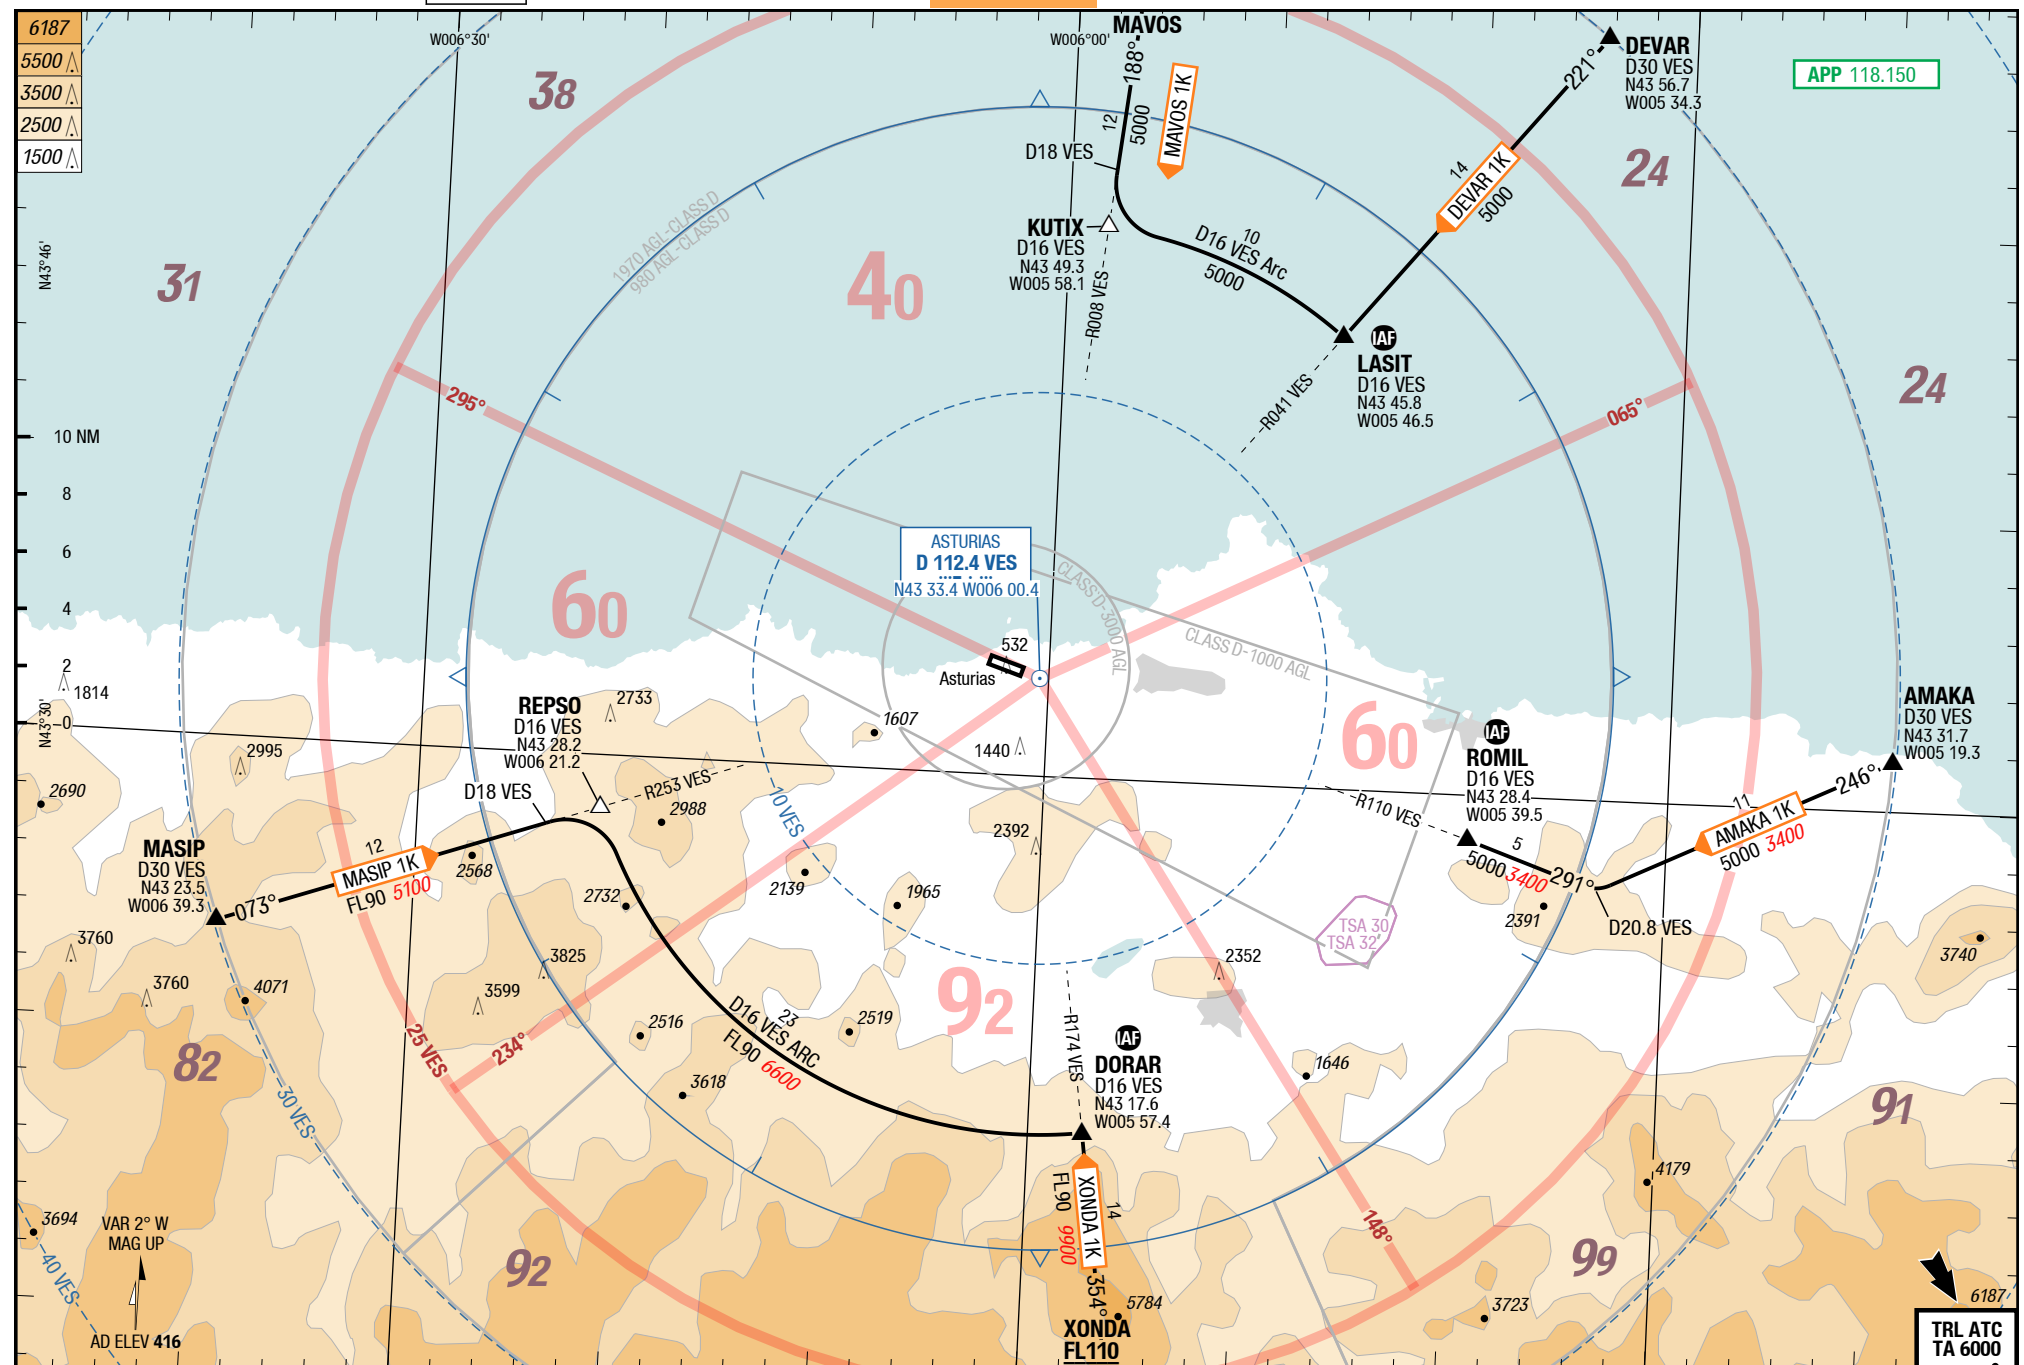 6187
5500
3500
2500
1500
W006°30'
W006°00'
MAVOS
188°
12
5000
MAVOS 1K
D18 VES
DEVAR
D30 VES
N43 56.7
W005 34.3
221°
APP 118.150
14
DEVAR 1K
5000
38
24
31
24
40
1970 AGL-CLASS D
980 AGL-CLASS D
N43°46'
KUTIX
D16 VES
N43 49.3
W005 58.1
R008 VES
10
D16 VES Arc
5000
IAF
LASIT
D16 VES
N43 45.8
W005 46.5
R041 VES
295°
065°
10 NM
8
6
4
2
0
N43°30'
ASTURIAS
D 112.4 VES
N43 33.4 W006 00.4
CLASS D-3000 AGL
CLASS D-1000 AGL
60
60
532
Asturias
1814
2733
1607
1440
2995
2690
REPSO
D16 VES
N43 28.2
W006 21.2
D18 VES
R253 VES
2988
10 VES
2392
IAF
ROMIL
D16 VES
N43 28.4
W005 39.5
R110 VES
AMAKA
D30 VES
N43 31.7
W005 19.3
246°
11
AMAKA 1K
5000 3400
5
5000 3400
291°
D20.8 VES
2391
MASIP
D30 VES
N43 23.5
W006 39.3
073°
12
MASIP 1K
FL90 5100
2568
2732
2139
1965
TSA 30
TSA 32
2352
3740
3760
3760
4071
3825
3599
82
25 VES
234°
2516
2519
3618
23
D16 VES ARC
FL90 6600
92
R174 VES
IAF
DORAR
D16 VES
N43 17.6
W005 57.4
1646
91
4179
30 VES
3694
VAR 2° W
MAG UP
40 VES
AD ELEV 416
92
FL90 9900
XONDA 1K
14
354°
5784
XONDA
FL110
148°
99
3723
6187
TRL ATC
TA 6000